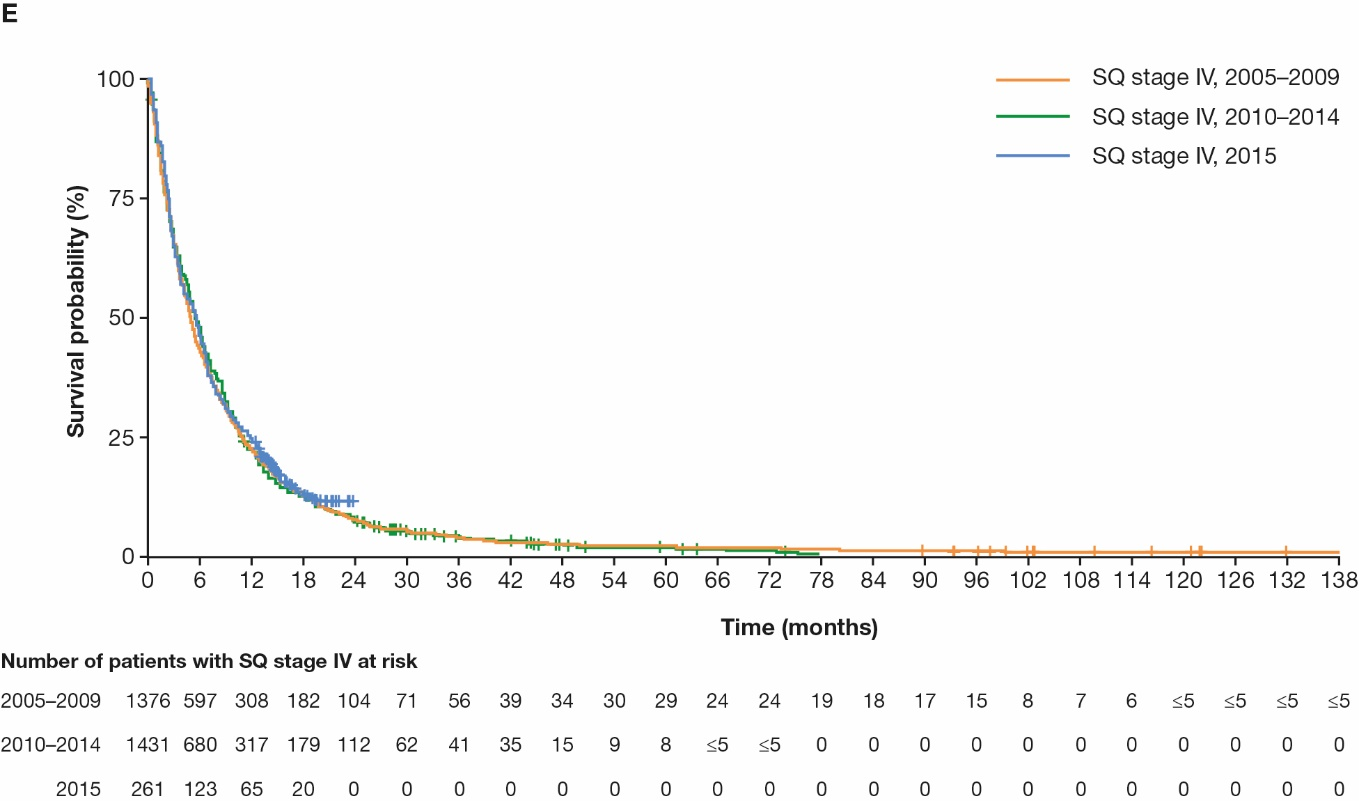 E
100
75
50
25
0
Survival probability (%)
SQ stage IV, 2005–2009
SQ stage IV, 2010–2014
SQ stage IV, 2015
0 6 12 18 24 30 36 42 48 54 60 66 72 78 84 90 96 102 108 114 120 126 132 138
Time (months)
Number of patients with SQ stage IV at risk
2005–2009 1376 597 308 182 104 71 56 39 34 30 29 24 24 19 18 17 15 8 7 6 ≤5 ≤5 ≤5 ≤5
2010–2014 1431 680 317 179 112 62 41 35 15 9 8 ≤5 ≤5 0 0 0 0 0 0 0 0 0 0 0
2015 261 123 65 20 0 0 0 0 0 0 0 0 0 0 0 0 0 0 0 0 0 0 0 0